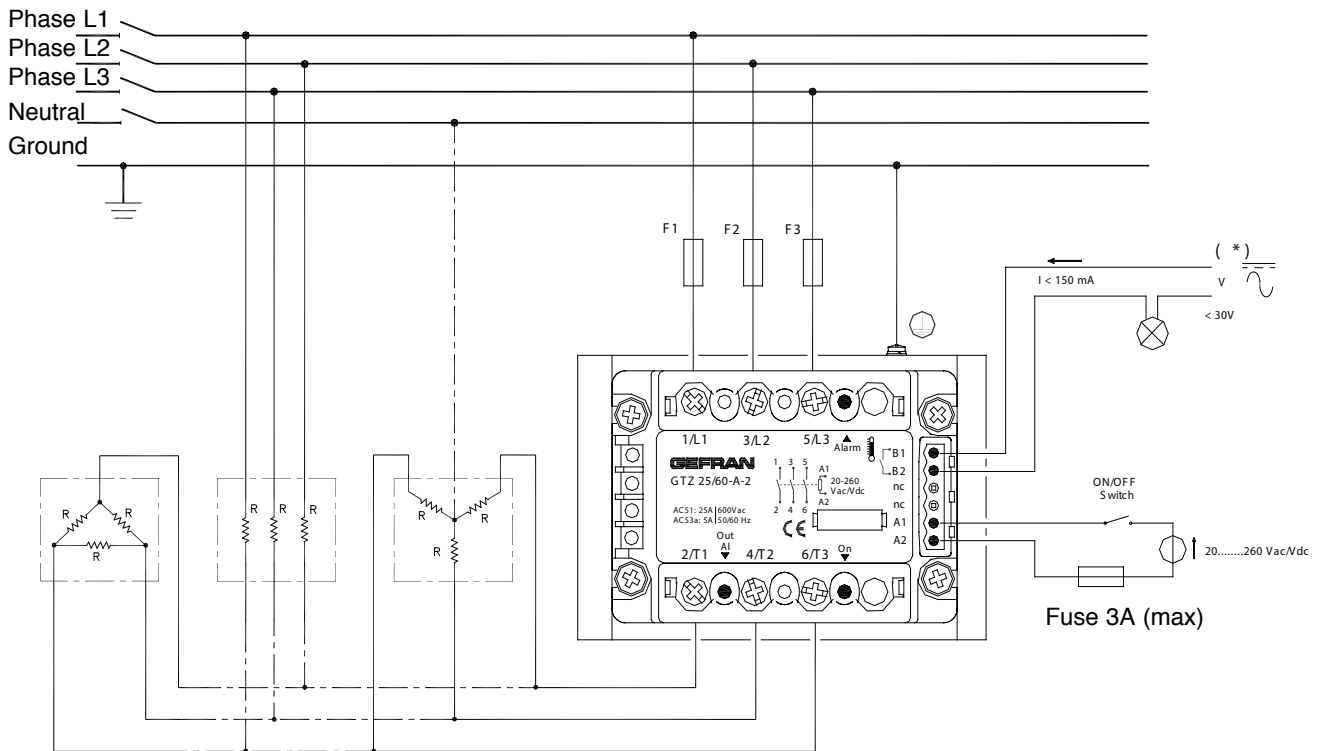 Phase L1
Phase L2
Phase L3
Neutral
Ground
F1 F2 F3
( *)
I < 150 mA
V
< 30V
1/L1 3/L2 5/L3
Alarm
GEFRAN
GTZ 25/60-A-2
AC51: 25A 600Vac
AC53a: 5A 50/60 Hz
1 3 5
2 4 6
A1
20-260
Vac/Vdc
A2
CE
B1
B2
B1
B2
nc
nc
A1
A2
Out
Al
On
2/T1 4/T2 6/T3
ON/OFF
Switch
20........260 Vac/Vdc
Fuse 3A (max)
R R
R
R R R
R R
R